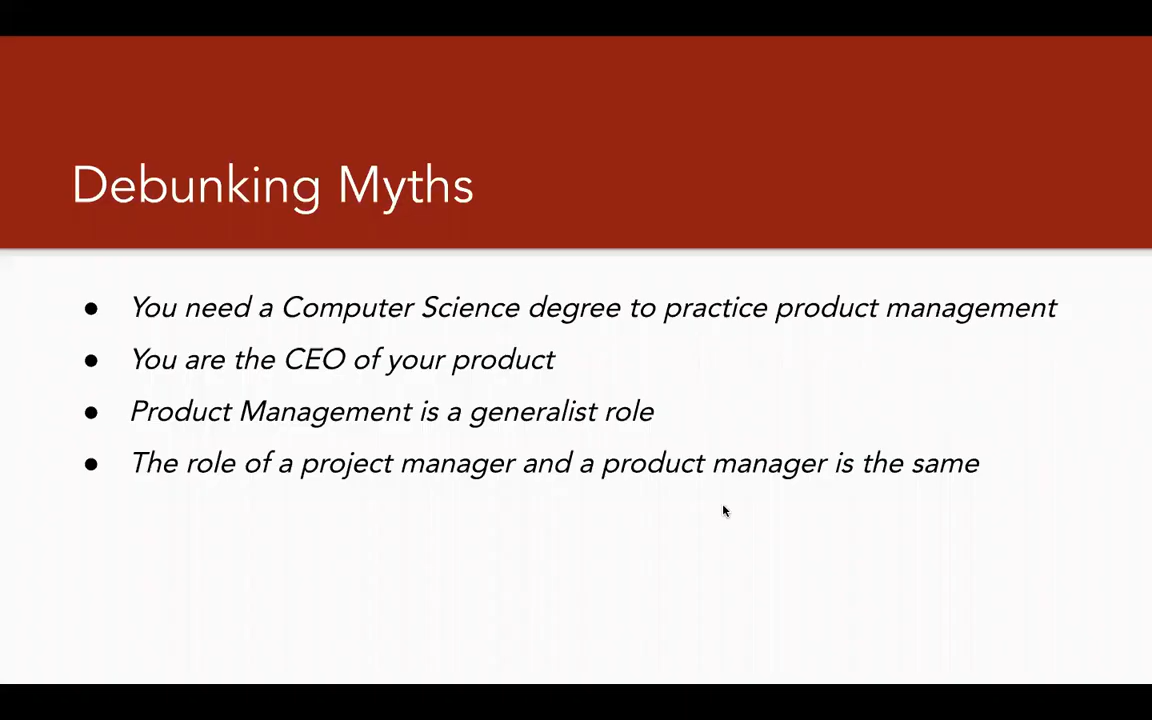 Debunking Myths
● You need a Computer Science degree to practice product management
● You are the CEO of your product
● Product Management is a generalist role
● The role of a project manager and a product manager is the same